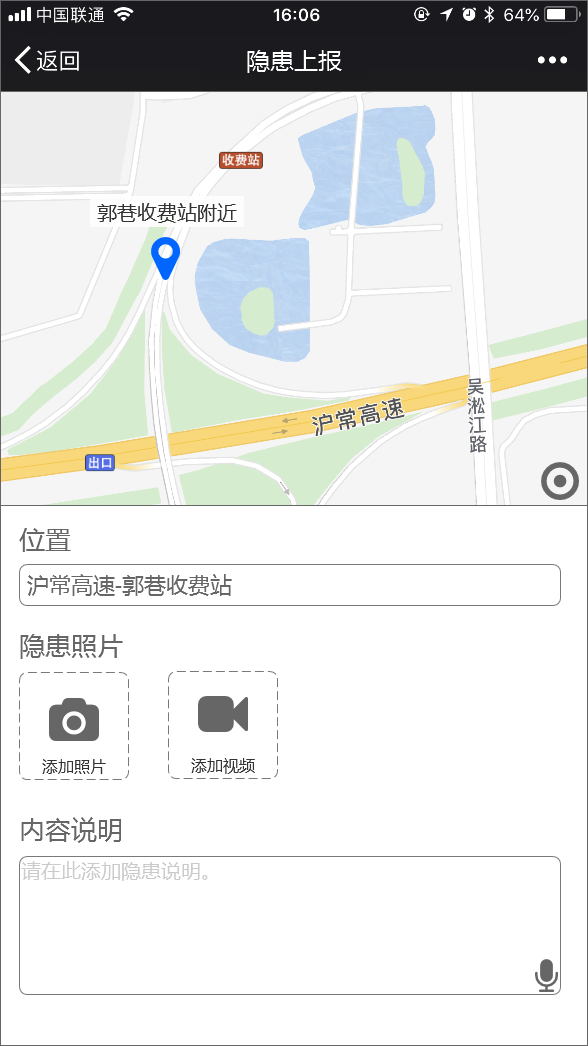 中国联通 16:06 64%
返回 隐患上报
收费站
郭巷收费站附近
沪常高速
吴淞江路
出口
位置
沪常高速-郭巷收费站
隐患照片
添加照片 添加视频
内容说明
请在此添加隐患说明。